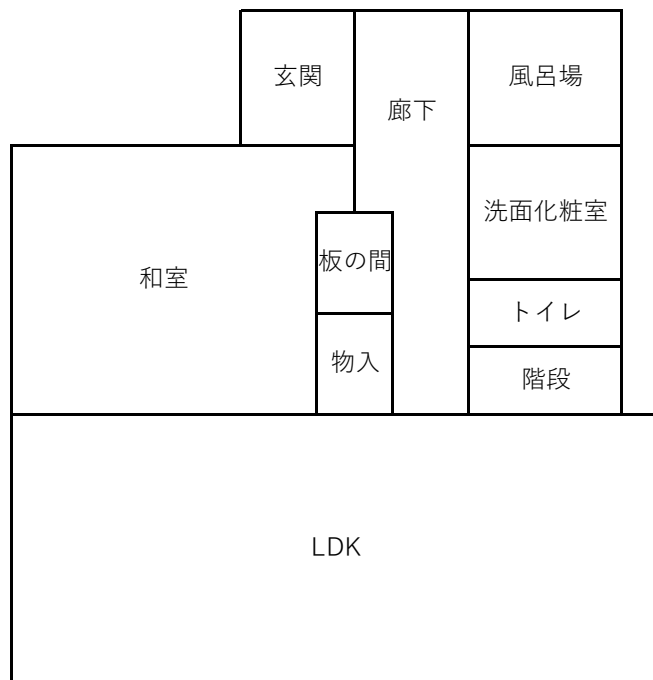 玄関
廊下
風呂場
洗面化粧室
和室
板の間
トイレ
物入
階段
LDK